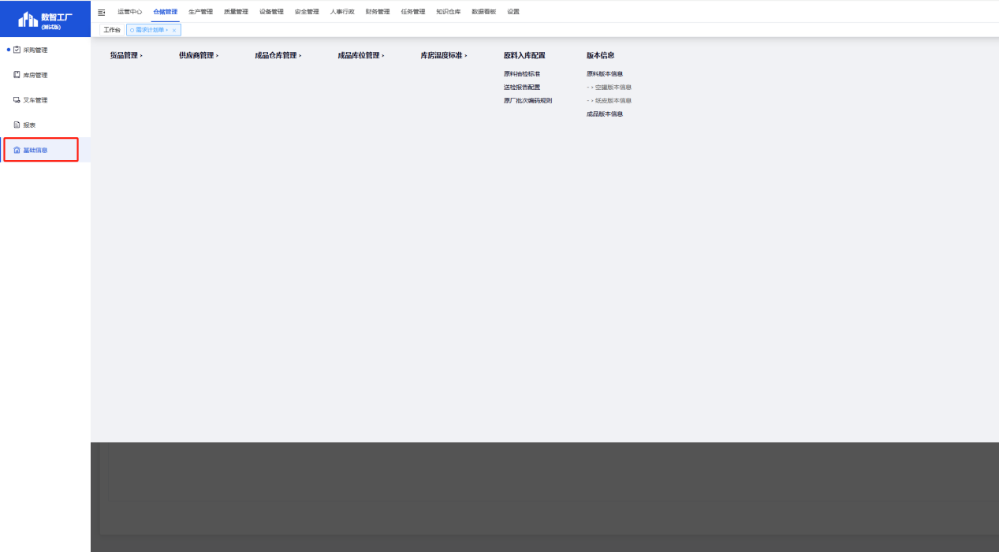 数智工厂
(测试版)
运营中心 仓储管理 生产管理 质量管理 设备管理 安全管理 人事行政 财务管理 任务管理 知识仓库 数据看板 设置
工作台 需求计划单 × ×
采购管理
库房管理
叉车管理
报表
基础信息
货品管理 › 供应商管理 › 成品仓库管理 › 成品库位管理 › 库房温度标准 › 原料入库配置 版本信息
原料抽检标准
送检报告配置
原厂批次编码规则
原料版本信息
-› 空罐版本信息
-› 纸皮版本信息
成品版本信息